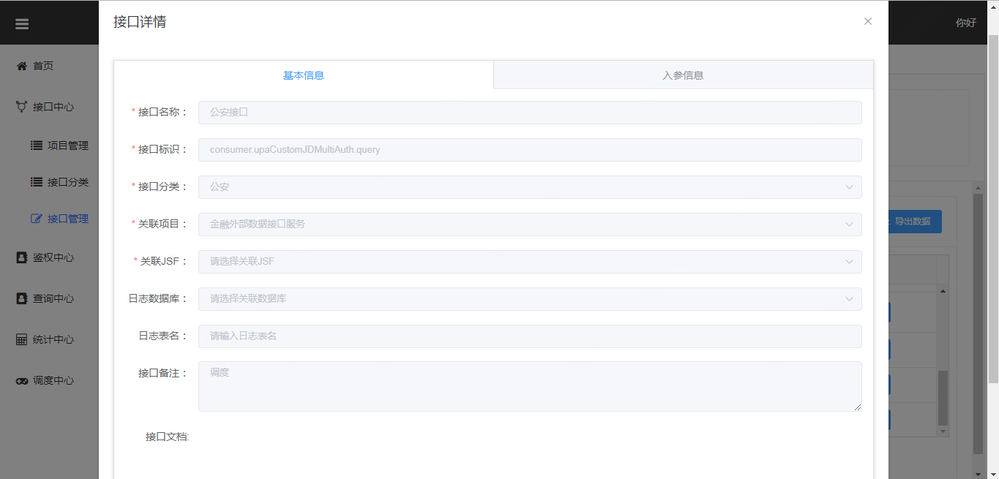 接口详情
你好
首页
接口中心
项目管理
接口分类
接口管理
鉴权中心
查询中心
统计中心
调度中心
基本信息
入参信息
* 接口名称：
公安接口
* 接口标识：
consumer.upaCustomJDMultiAuth.query
* 接口分类：
公安
* 关联项目：
金融外部数据接口服务
* 关联JSF：
请选择关联JSF
日志数据库：
请选择关联数据库
日志表名：
请输入日志表名
接口备注：
调度
接口文档:
导出数据